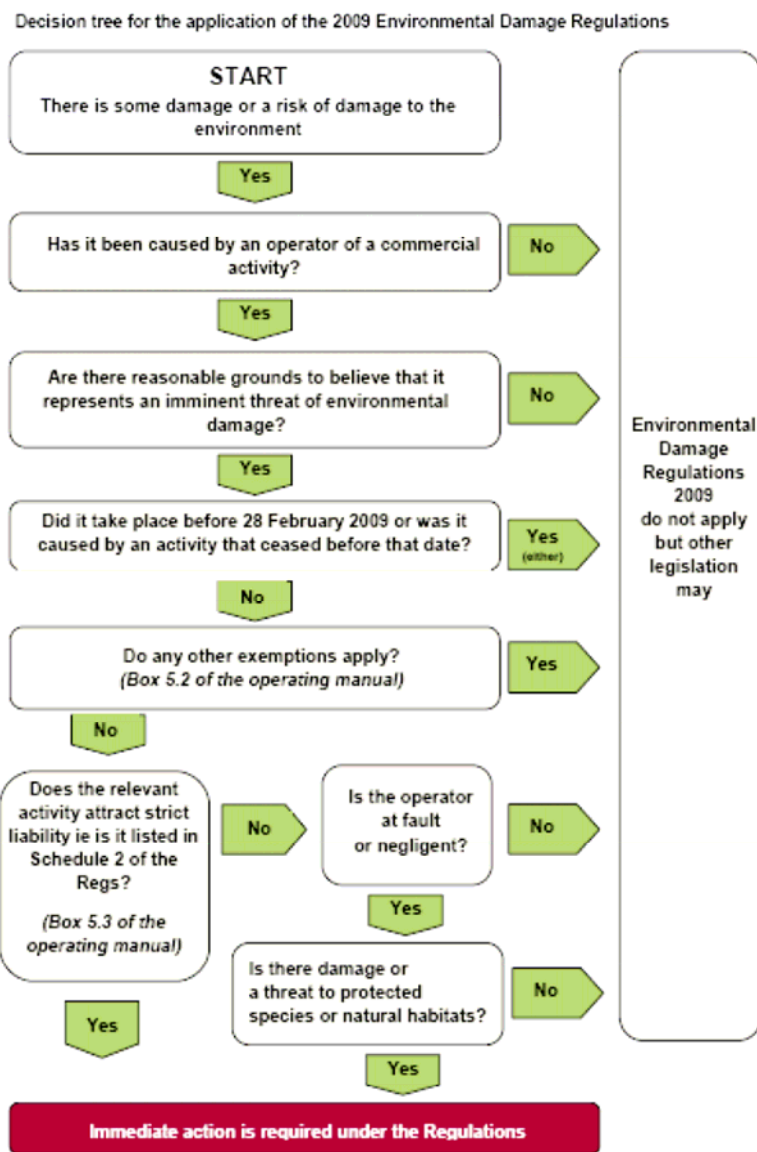 Decision tree for the application of the 2009 Environmental Damage Regulations
START
There is some damage or a risk of damage to the
environment
Yes
Has it been caused by an operator of a commercial
activity?
No
Yes
Are there reasonable grounds to believe that it
represents an imminent threat of environmental
damage?
No
Yes
Did it take place before 28 February 2009 or was it
caused by an activity that ceased before that date?
Yes
(either)
No
Do any other exemptions apply?
(Box 5.2 of the operating manual)
Yes
No
Does the relevant
activity attract strict
liability ie is it listed in
Schedule 2 of the
Regs?
(Box 5.3 of the
operating manual)
No
Is the operator
at fault
or negligent?
No
Yes
Is there damage or
a threat to protected
species or natural habitats?
No
Yes
Yes
Immediate action is required under the Regulations
Environmental
Damage
Regulations
2009
do not apply
but other
legislation
may